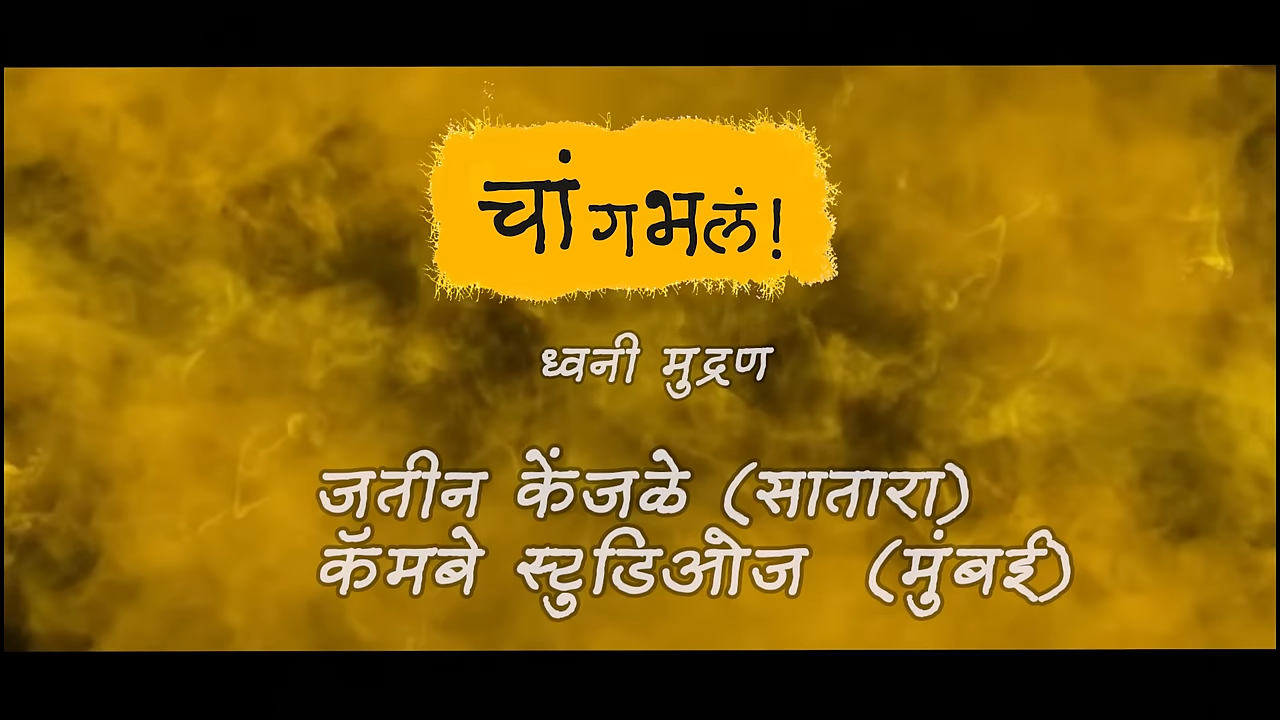 चांगभलं!
ध्वनी मुद्रण
जतीन केंजळे (सातारा)
कॅमबे स्टुडिओज (मुंबई)